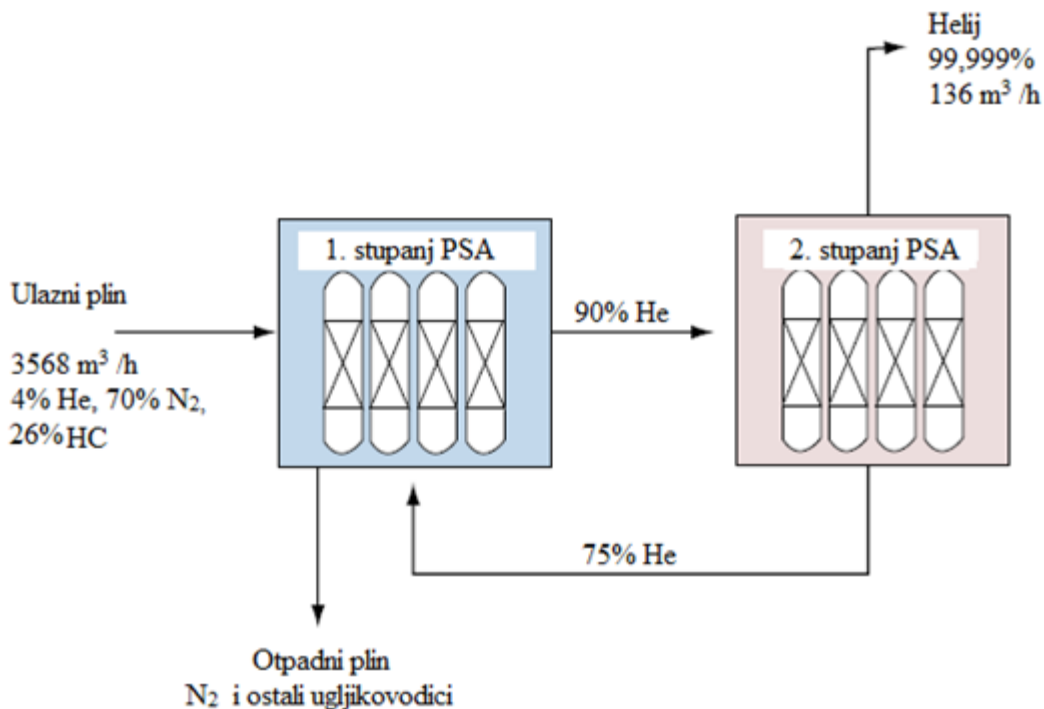 Helij
99,999%
136 m³ /h
1. stupanj PSA
2. stupanj PSA
Ulazni plin
90% He
3568 m³ /h
4% He, 70% N₂,
26% HC
75% He
Otpadni plin
N₂ i ostali ugljikovodici